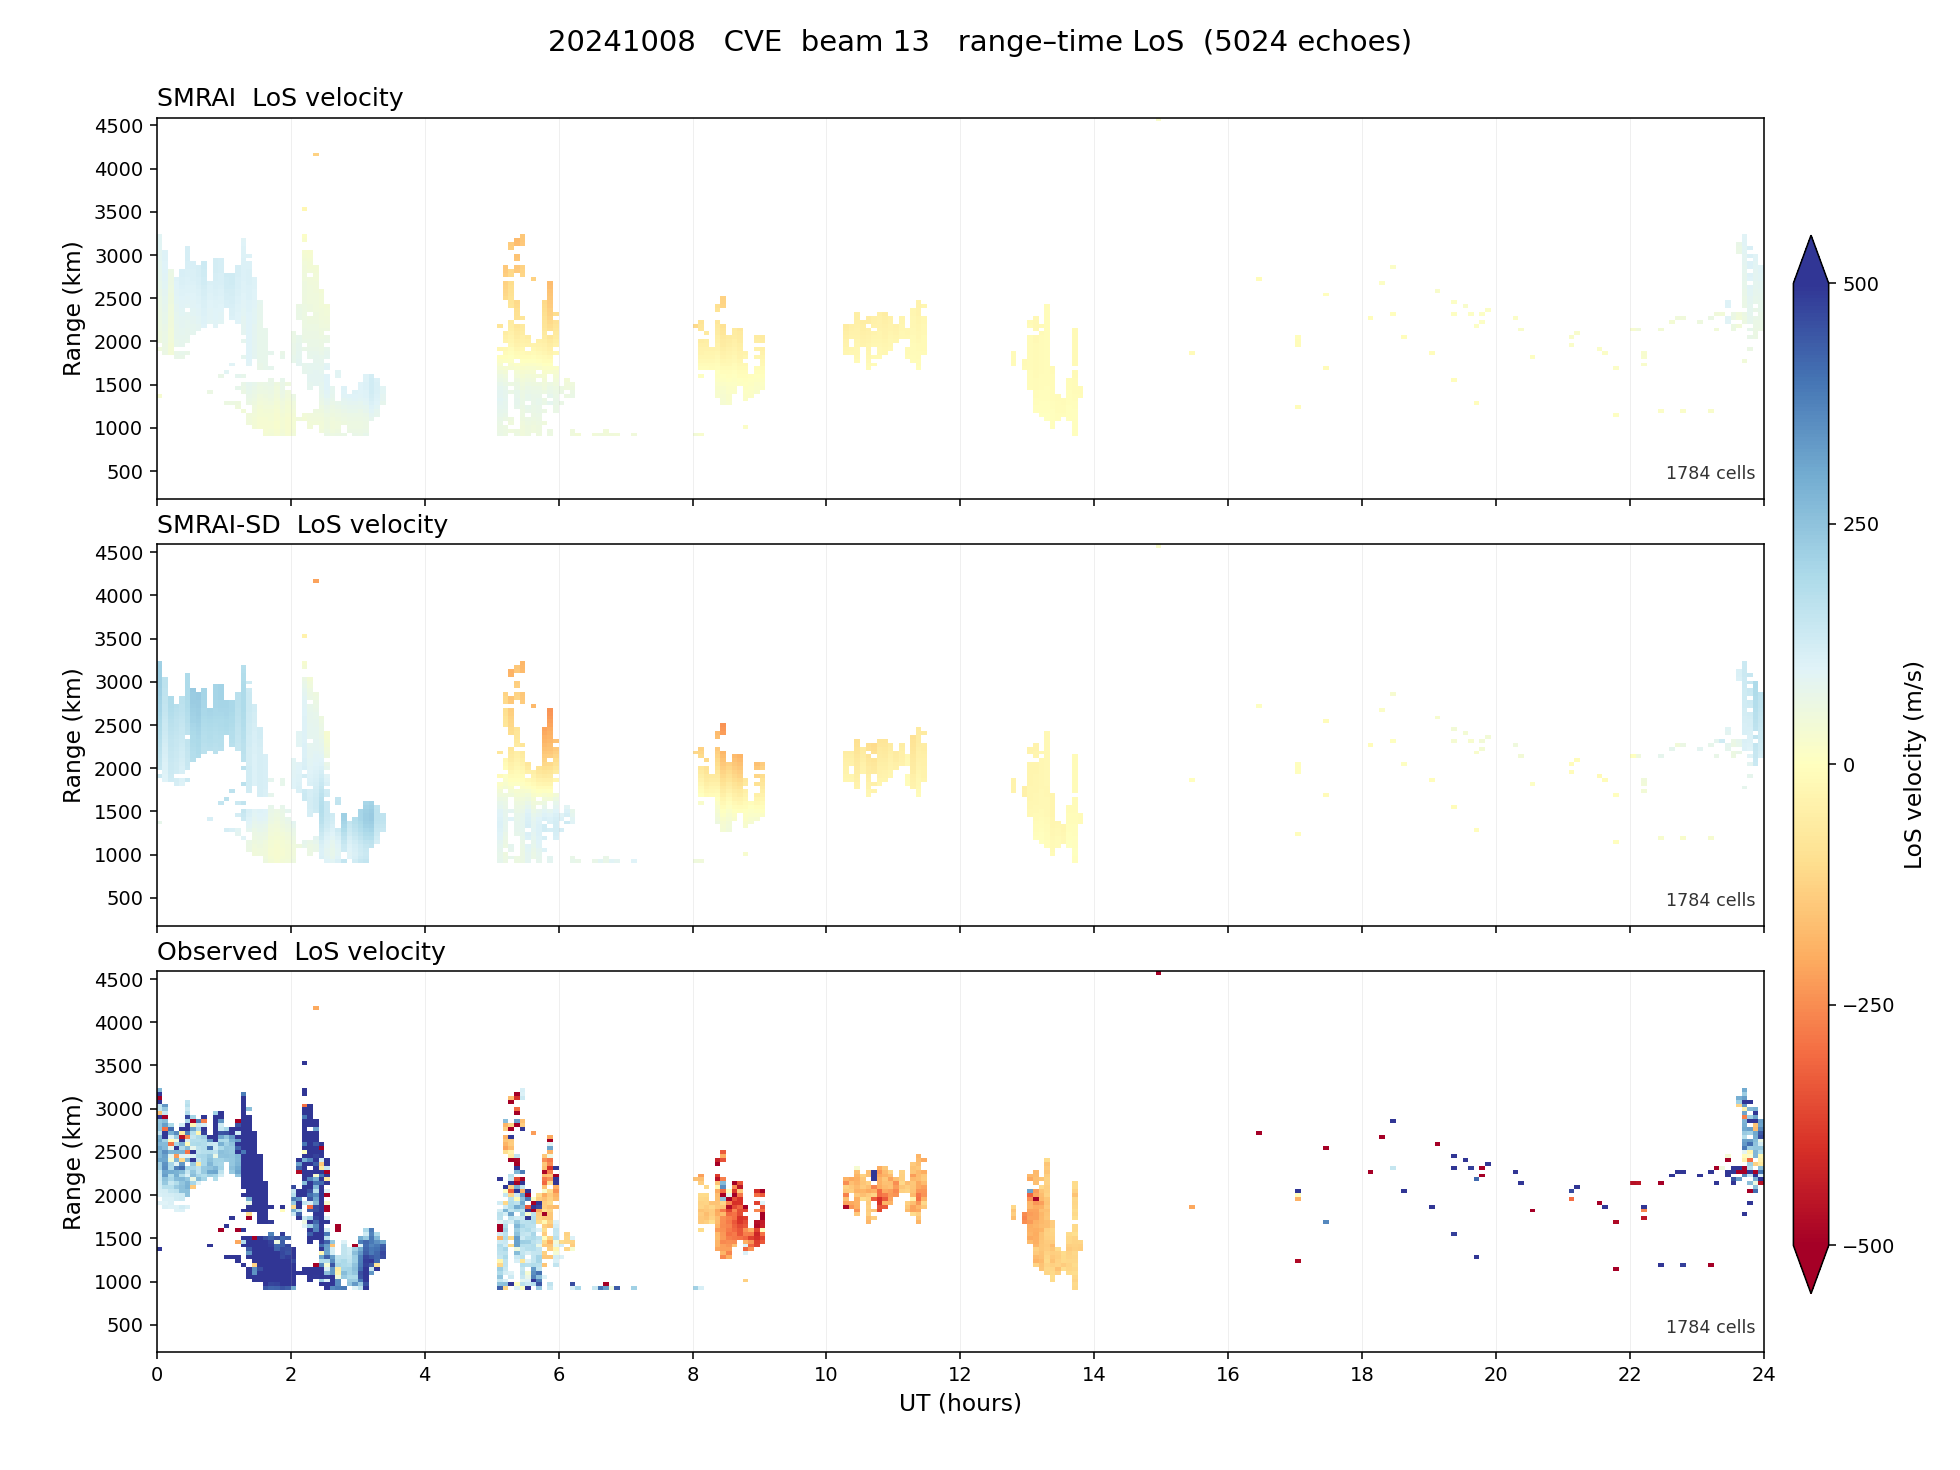 20241008   CVE  beam 13   range–time LoS  (5024 echoes)
SMRAI  LoS velocity
4500
4000
3500
3000
2500
2000
1500
1000
500
Range (km)
1784 cells
SMRAI-SD  LoS velocity
4500
4000
3500
3000
2500
2000
1500
1000
500
Range (km)
1784 cells
Observed  LoS velocity
4500
4000
3500
3000
2500
2000
1500
1000
500
Range (km)
1784 cells
0 2 4 6 8 10 12 14 16 18 20 22 24
UT (hours)
500
250
0
−250
−500
LoS velocity (m/s)